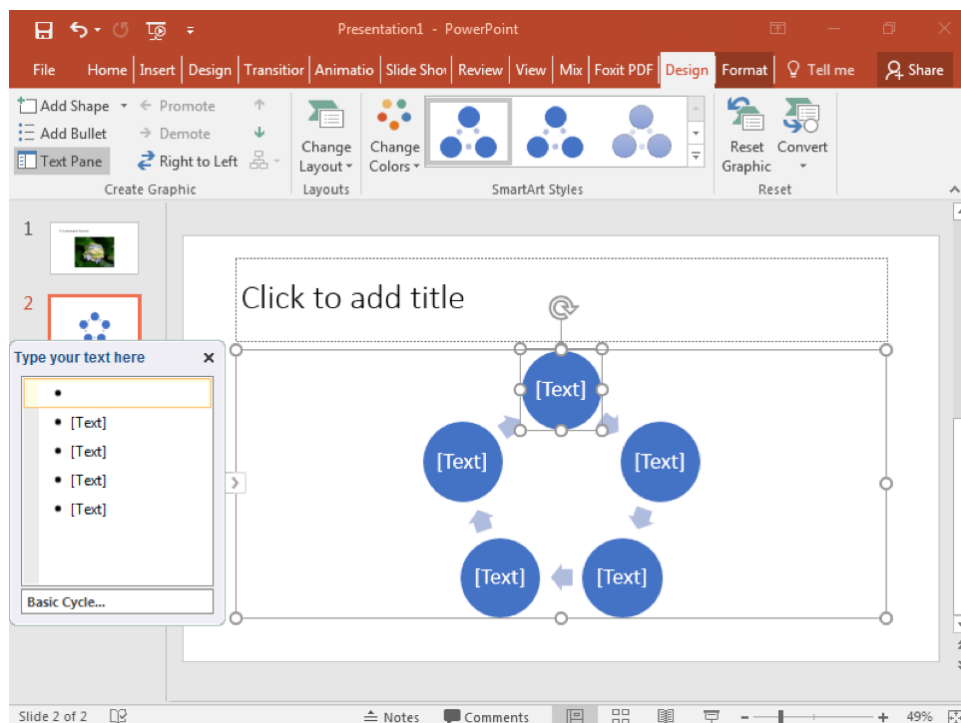 Presentation1 - PowerPoint
File Home Insert Design Transitior Animatio Slide Shov Review View Mix Foxit PDF Design Format Tell me Share
Add Shape Promote
Add Bullet Demote
Text Pane Right to Left
Change Layout
Change Colors
Reset Graphic
Convert
Create Graphic Layouts SmartArt Styles Reset
1
2
Click to add title
Type your text here
[Text]
[Text]
[Text]
[Text]
Basic Cycle...
[Text]
[Text]
[Text]
[Text]
[Text]
Slide 2 of 2 Notes Comments 49%